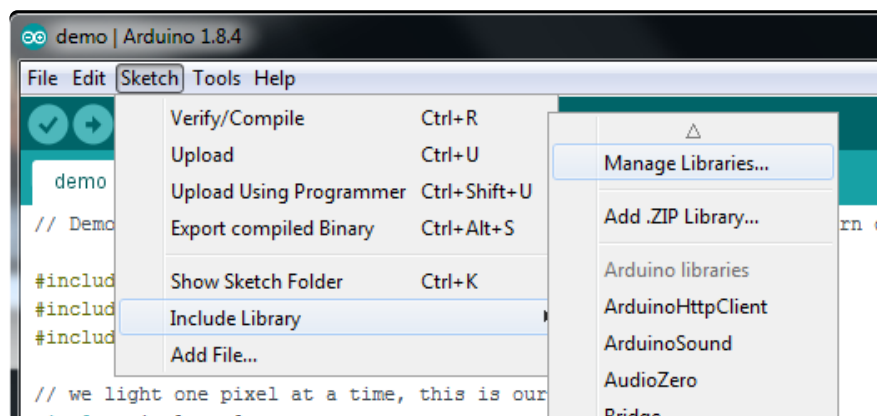 demo | Arduino 1.8.4
File Edit Sketch Tools Help
Verify/Compile Ctrl+R
Upload Ctrl+U
Upload Using Programmer Ctrl+Shift+U
Export compiled Binary Ctrl+Alt+S
Show Sketch Folder Ctrl+K
Include Library
Add File...
Manage Libraries...
Add .ZIP Library...
Arduino libraries
ArduinoHttpClient
ArduinoSound
AudioZero
Bridge
demo
// Demo
rn
#includ
#includ
#includ
// we light one pixel at a time, this is our